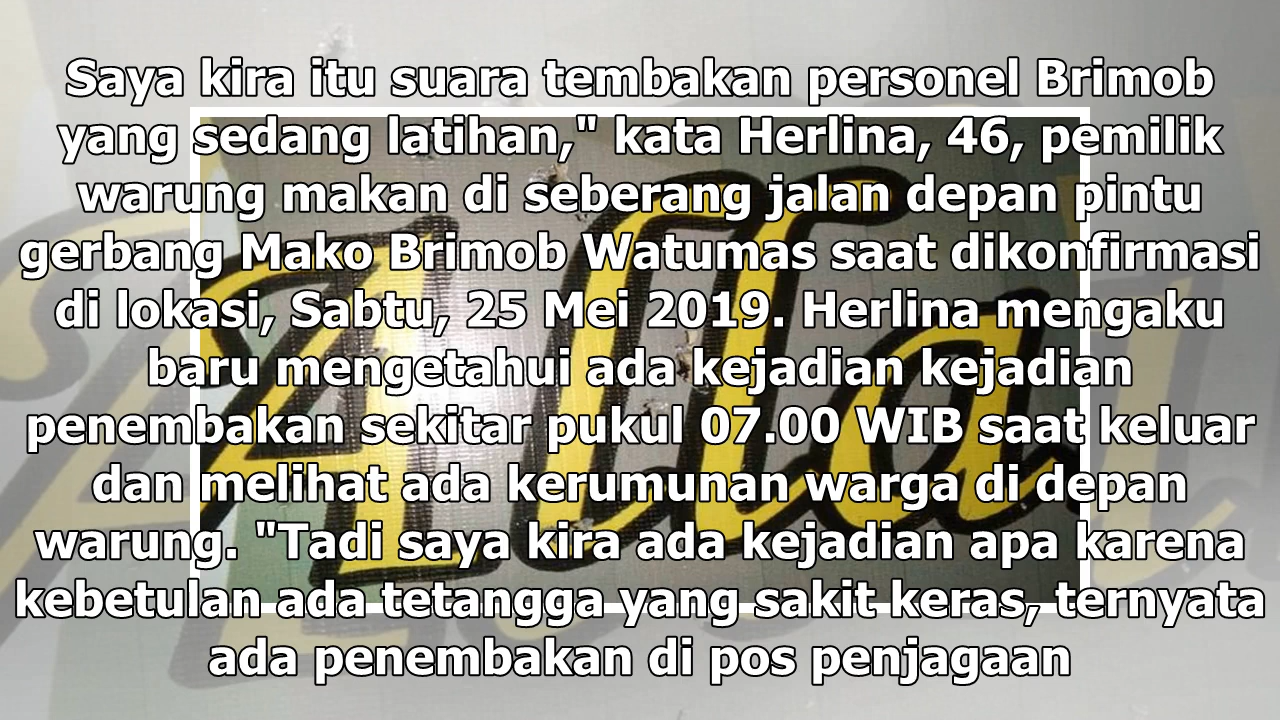 Saya kira itu suara tembakan personel Brimob
yang sedang latihan," kata Herlina, 46, pemilik
warung makan di seberang jalan depan pintu
gerbang Mako Brimob Watumas saat dikonfirmasi
di lokasi, Sabtu, 25 Mei 2019. Herlina mengaku
baru mengetahui ada kejadian kejadian
penembakan sekitar pukul 07.00 WIB saat keluar
dan melihat ada kerumunan warga di depan
warung. "Tadi saya kira ada kejadian apa karena
kebetulan ada tetangga yang sakit keras, ternyata
ada penembakan di pos penjagaan